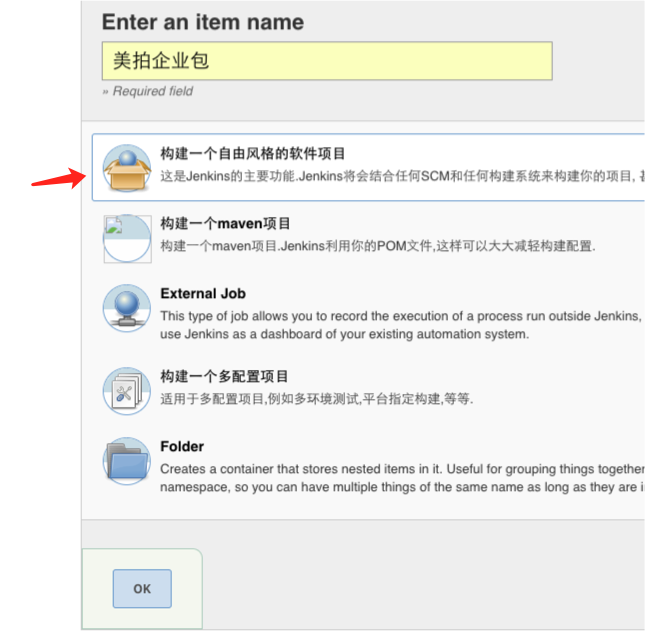 Enter an item name
美拍企业包
» Required field
构建一个自由风格的软件项目
这是Jenkins的主要功能.Jenkins将会结合任何SCM和任何构建系统来构建你的项目,
构建一个maven项目
构建一个maven项目.Jenkins利用你的POM文件,这样可以大大减轻构建配置.
External Job
This type of job allows you to record the execution of a process run outside Jenkins,
use Jenkins as a dashboard of your existing automation system.
构建一个多配置项目
适用于多配置项目,例如多环境测试,平台指定构建,等等.
Folder
Creates a container that stores nested items in it. Useful for grouping things together
namespace, so you can have multiple things of the same name as long as they are
OK